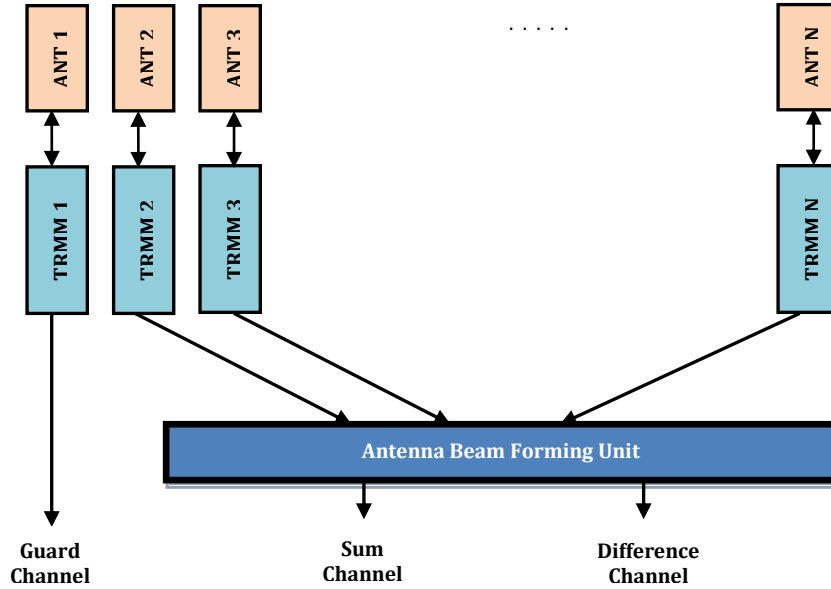 ANT 1
ANT 2
ANT 3
. . . . .
ANT N
TRMM 1
TRMM 2
TRMM 3
TRMM N
Antenna Beam Forming Unit
Guard
Channel
Sum
Channel
Difference
Channel